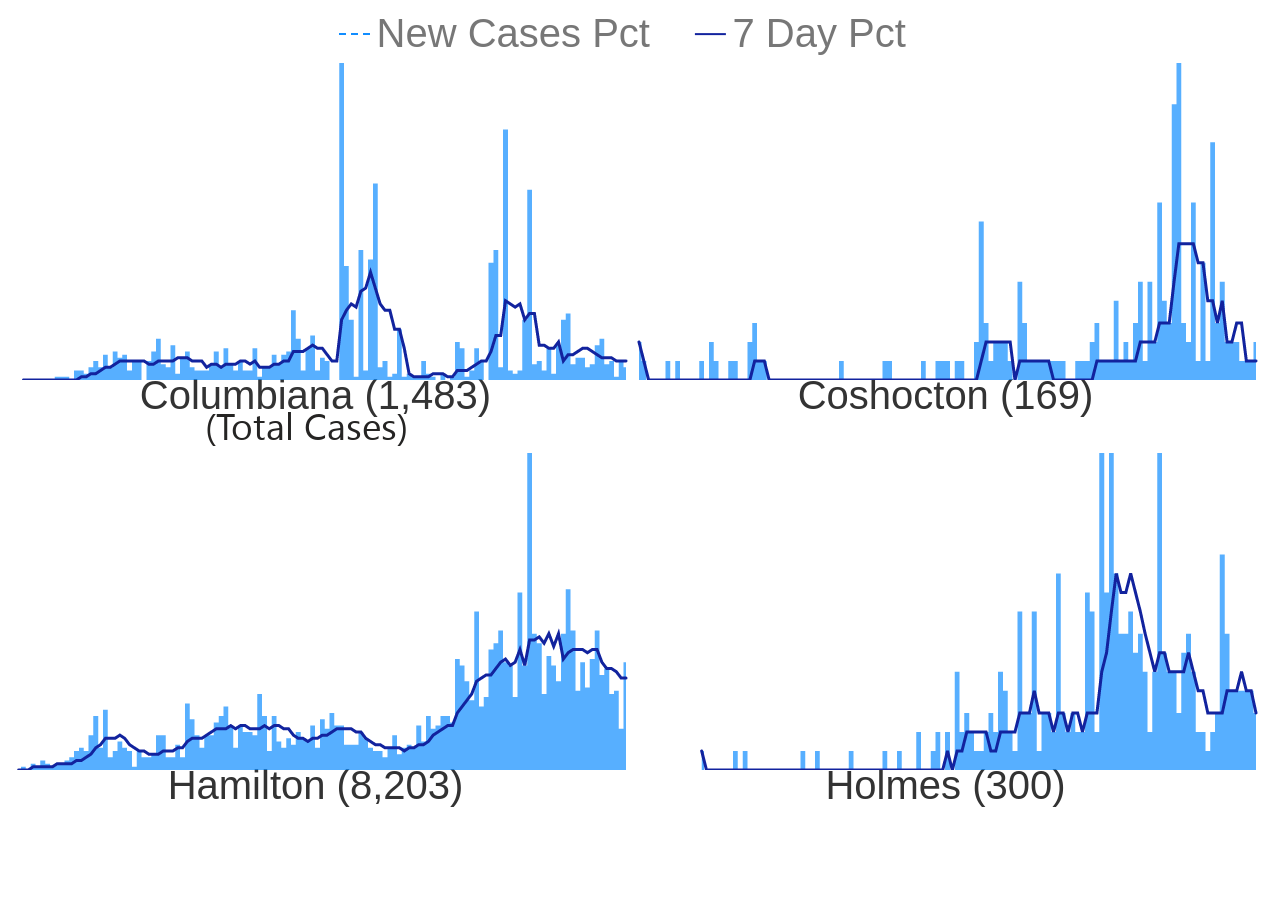 New Cases Pct 7 Day Pct
Columbiana (1,483) Coshocton (169)
(Total Cases)
Hamilton (8,203) Holmes (300)